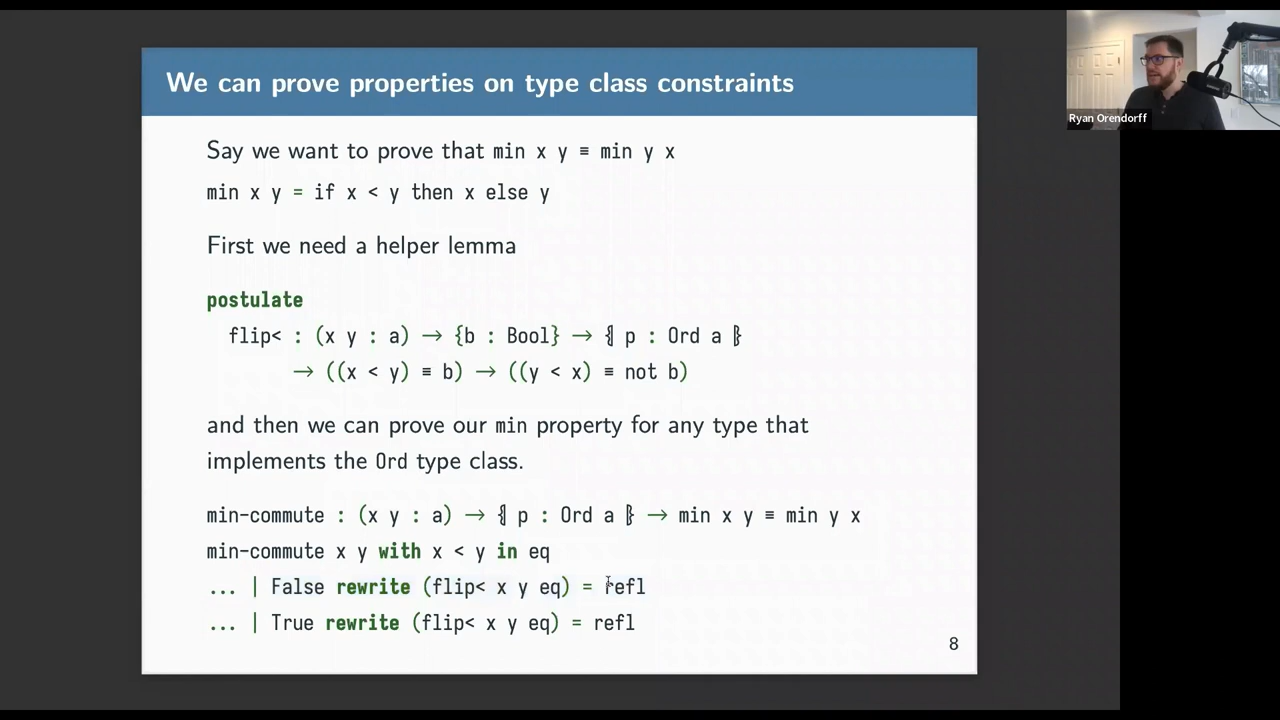 We can prove properties on type class constraints
Ryan Orendorff
Say we want to prove that min x y ≡ min y x
min x y = if x < y then x else y
First we need a helper lemma
postulate
flip< : (x y : a) → {b : Bool} → ⦃ p : Ord a ⦄
→ ((x < y) ≡ b) → ((y < x) ≡ not b)
and then we can prove our min property for any type that
implements the Ord type class.
min-commute : (x y : a) → ⦃ p : Ord a ⦄ → min x y ≡ min y x
min-commute x y with x < y in eq
... | False rewrite (flip< x y eq) = refl
... | True rewrite (flip< x y eq) = refl
8